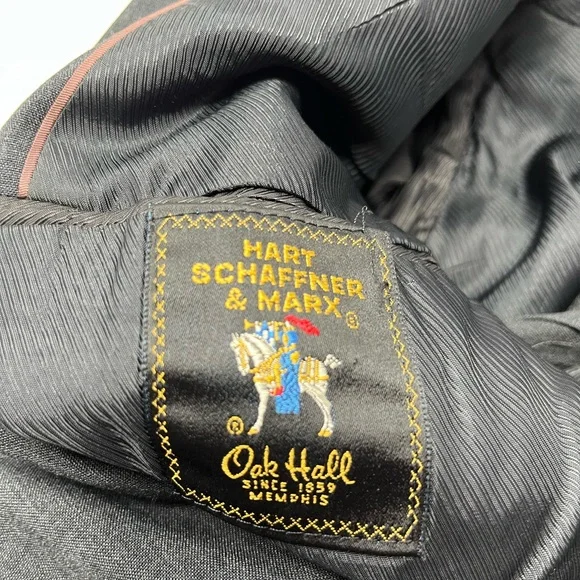 HART
SCHAFFNER
& MARX®
®
Oak Hall
SINCE 1859
MEMPHIS